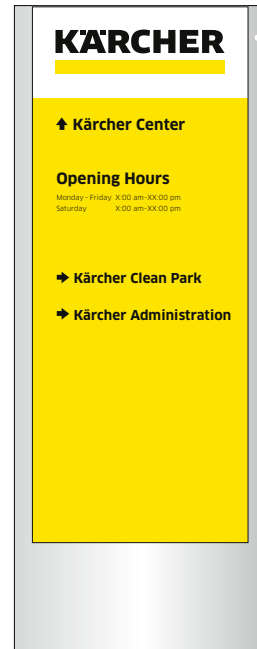 KÄRCHER
↑ Kärcher Center
Opening Hours
Monday - Friday X:00 am-XX:00 pm
Saturday X:00 am-XX:00 pm
→ Kärcher Clean Park
→ Kärcher Administration